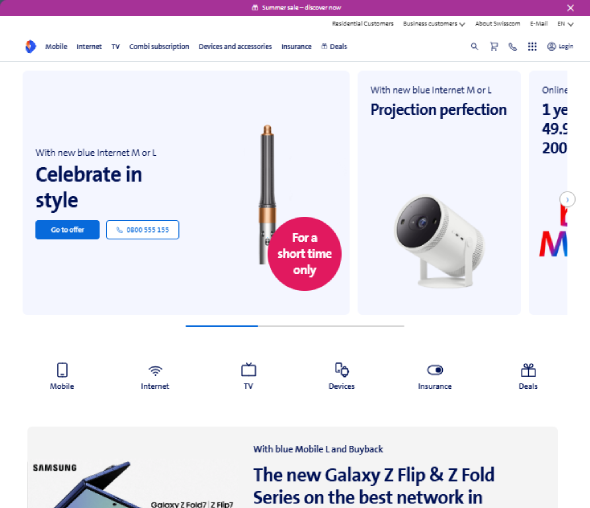 Summer sale – discover now
Residential Customers Business customers About Swisscom E-Mail EN
Mobile Internet TV Combi subscription Devices and accessories Insurance Deals Login
With new blue Internet M or L
Celebrate in
style
Go to offer 0800 555 155
For a
short time
only
With new blue Internet M or L
Projection perfection
Online
1 ye
49.9
200
M
Mobile Internet TV Devices Insurance Deals
SAMSUNG
Galaxy Z Fold7 | Z Flip7
With blue Mobile L and Buyback
The new Galaxy Z Flip & Z Fold
Series on the best network in